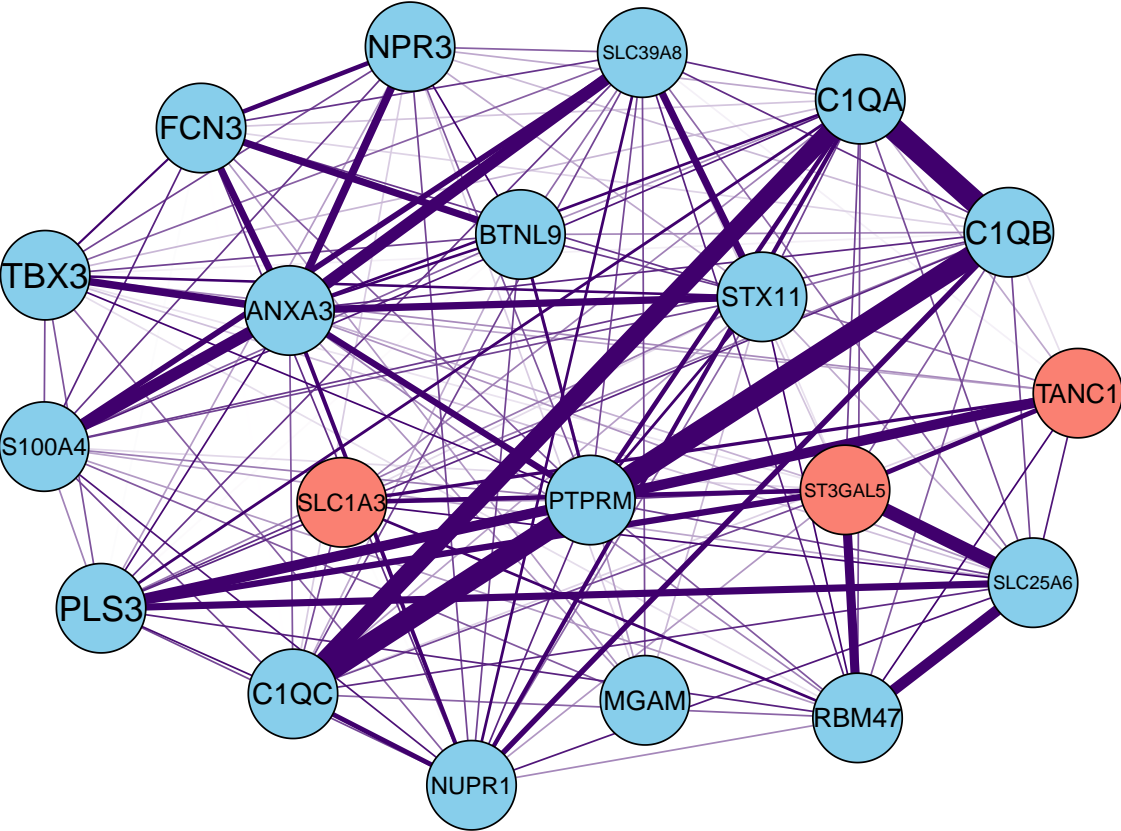 NPR3
SLC39A8
C1QA
FCN3
BTNL9
C1QB
TBX3
ANXA3
STX11
TANC1
S100A4
SLC1A3
PTPRM
ST3GAL5
SLC25A6
PLS3
C1QC
MGAM
RBM47
NUPR1